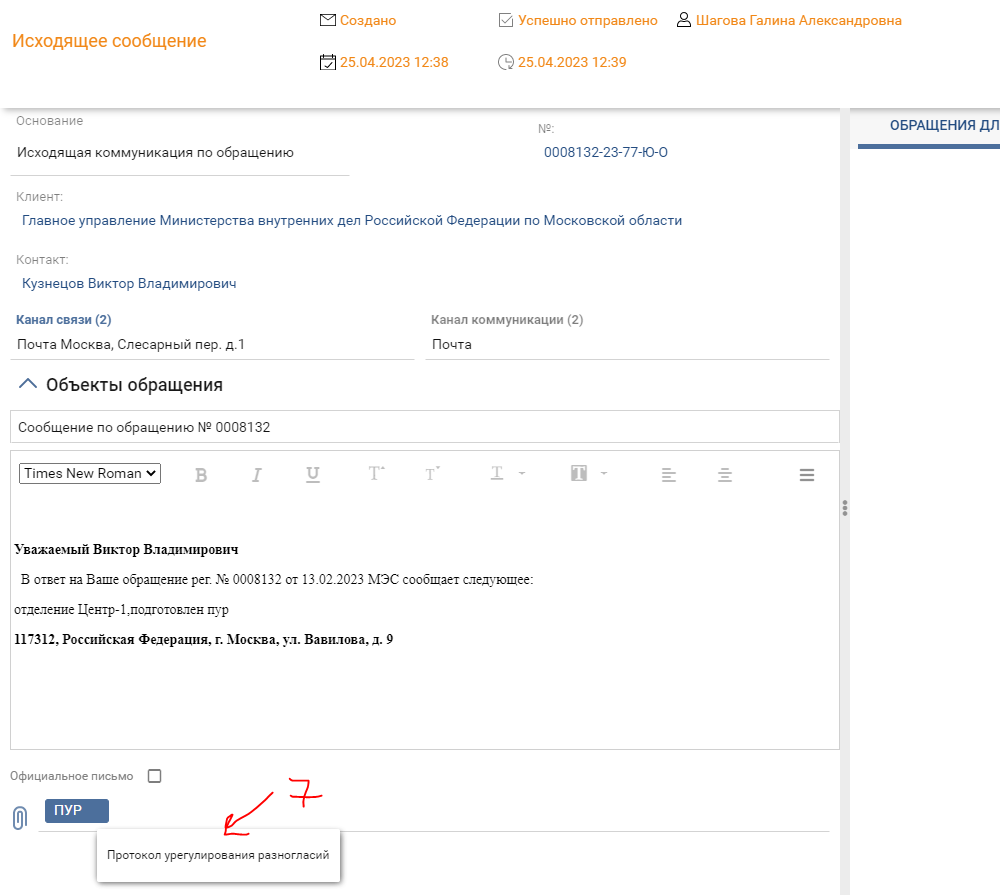 Исходящее сообщение
Создано
Успешно отправлено
Шагова Галина Александровна
25.04.2023 12:38
25.04.2023 12:39
Основание
Исходящая коммуникация по обращению
№:
0008132-23-77-Ю-О
ОБРАЩЕНИЯ ДЛ
Клиент:
Главное управление Министерства внутренних дел Российской Федерации по Московской области
Контакт:
Кузнецов Виктор Владимирович
Канал связи (2)
Канал коммуникации (2)
Почта Москва, Слесарный пер. д.1
Почта
Объекты обращения
Сообщение по обращению № 0008132
Times New Roman
B I U T T T T
Уважаемый Виктор Владимирович
В ответ на Ваше обращение рег. № 0008132 от 13.02.2023 МЭС сообщает следующее:
отделение Центр-1,подготовлен пур
117312, Российская Федерация, г. Москва, ул. Вавилова, д. 9
Официальное письмо
7
ПУР
Протокол урегулирования разногласий